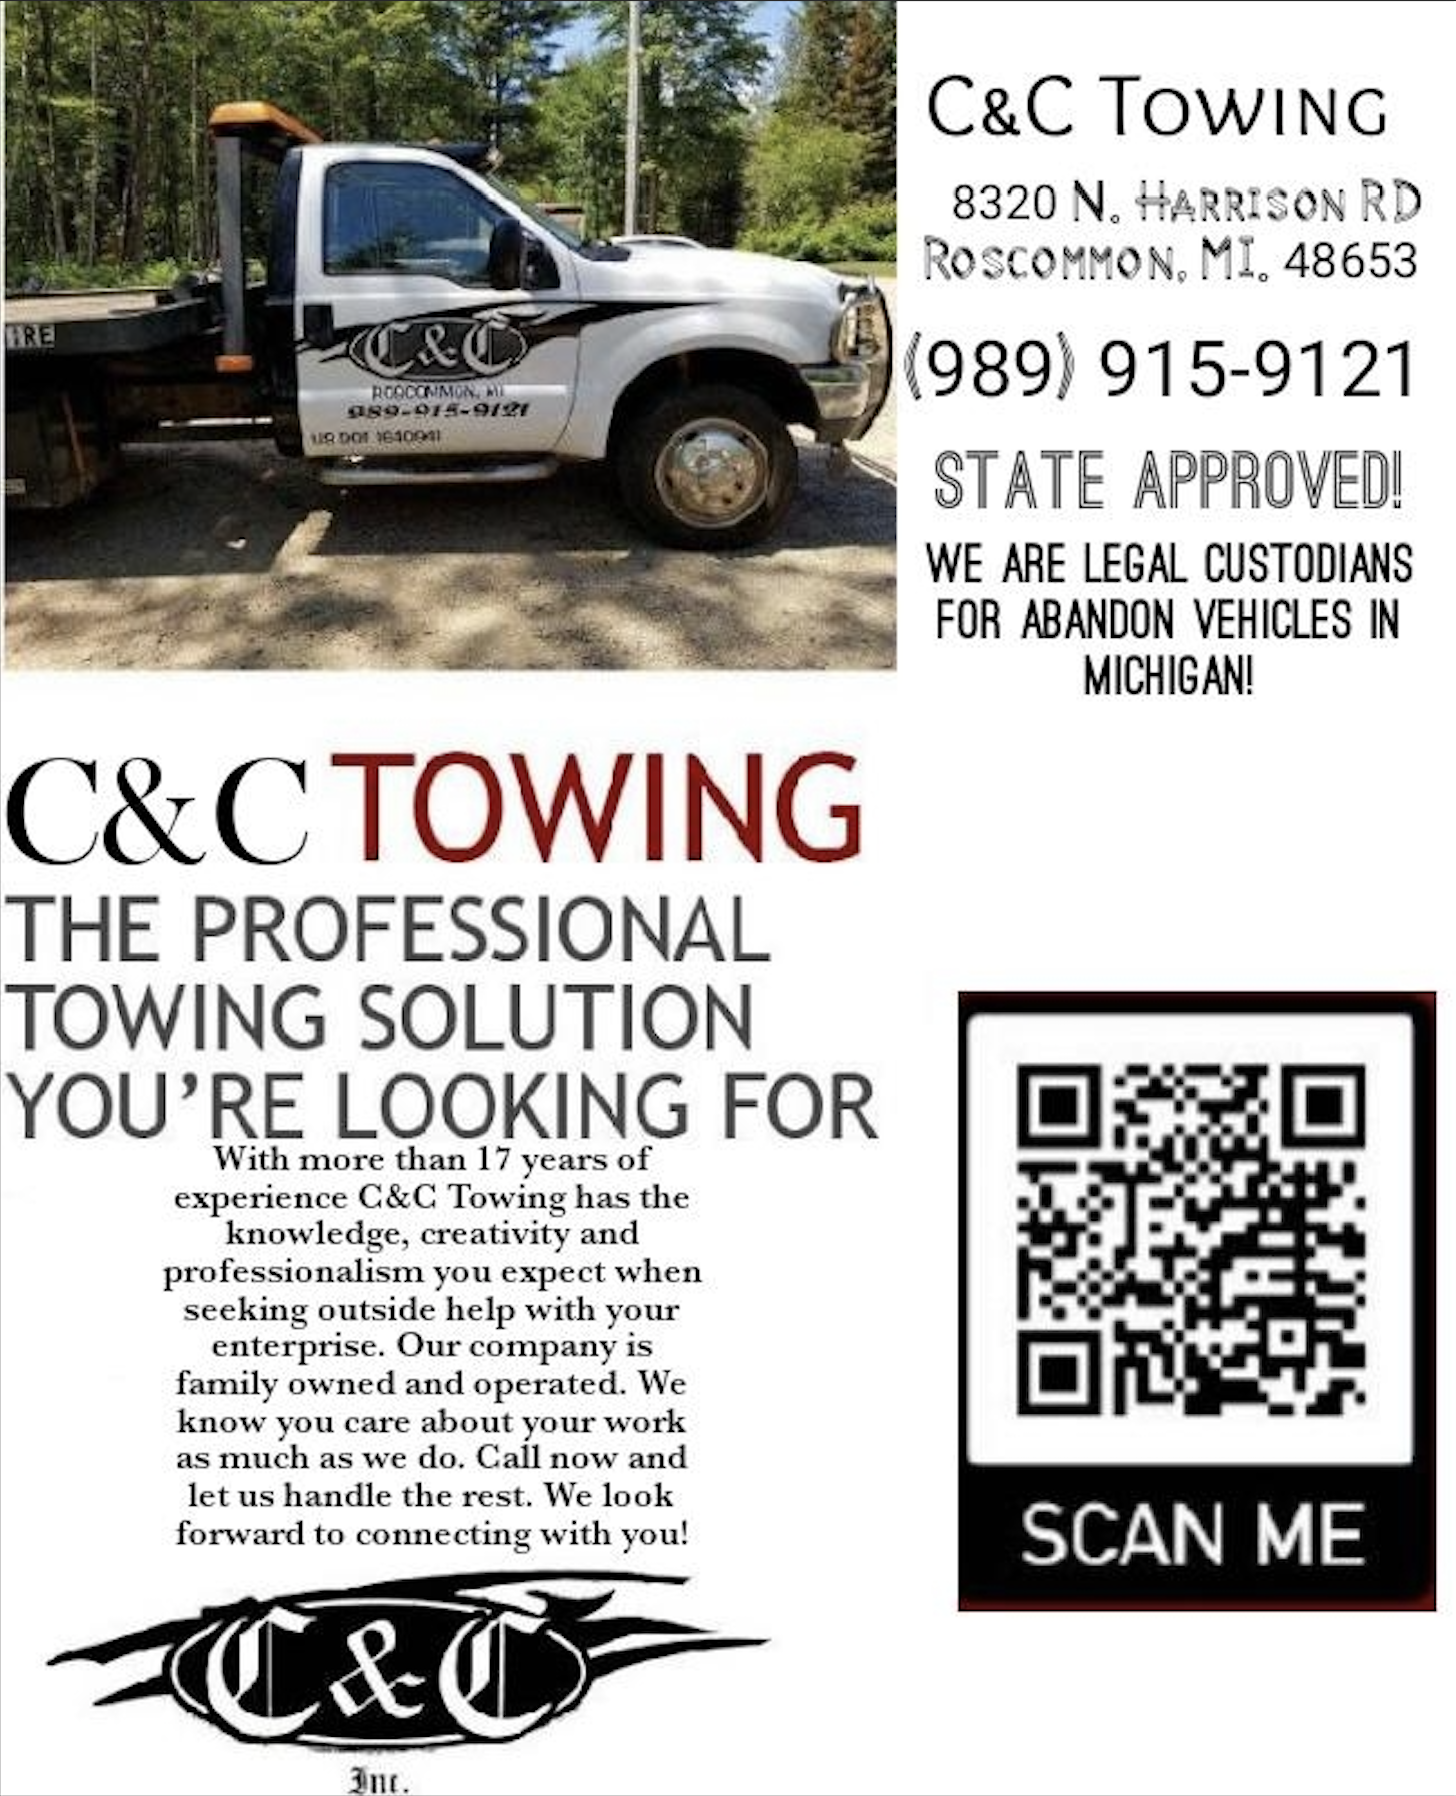 C&C TOWING
8320 N. HARRISON RD
ROSCOMMON, MI. 48653
(989) 915-9121
STATE APPROVED!
WE ARE LEGAL CUSTODIANS
FOR ABANDON VEHICLES IN
MICHIGAN!
IRE
C&C
ROSCOMMON, MI
989-915-9121
US DOT 1640941
C&C TOWING
THE PROFESSIONAL
TOWING SOLUTION
YOU'RE LOOKING FOR
With more than 17 years of
experience C&C Towing has the
knowledge, creativity and
professionalism you expect when
seeking outside help with your
enterprise. Our company is
family owned and operated. We
know you care about your work
as much as we do. Call now and
let us handle the rest. We look
forward to connecting with you!
C&C
Inc.
SCAN ME